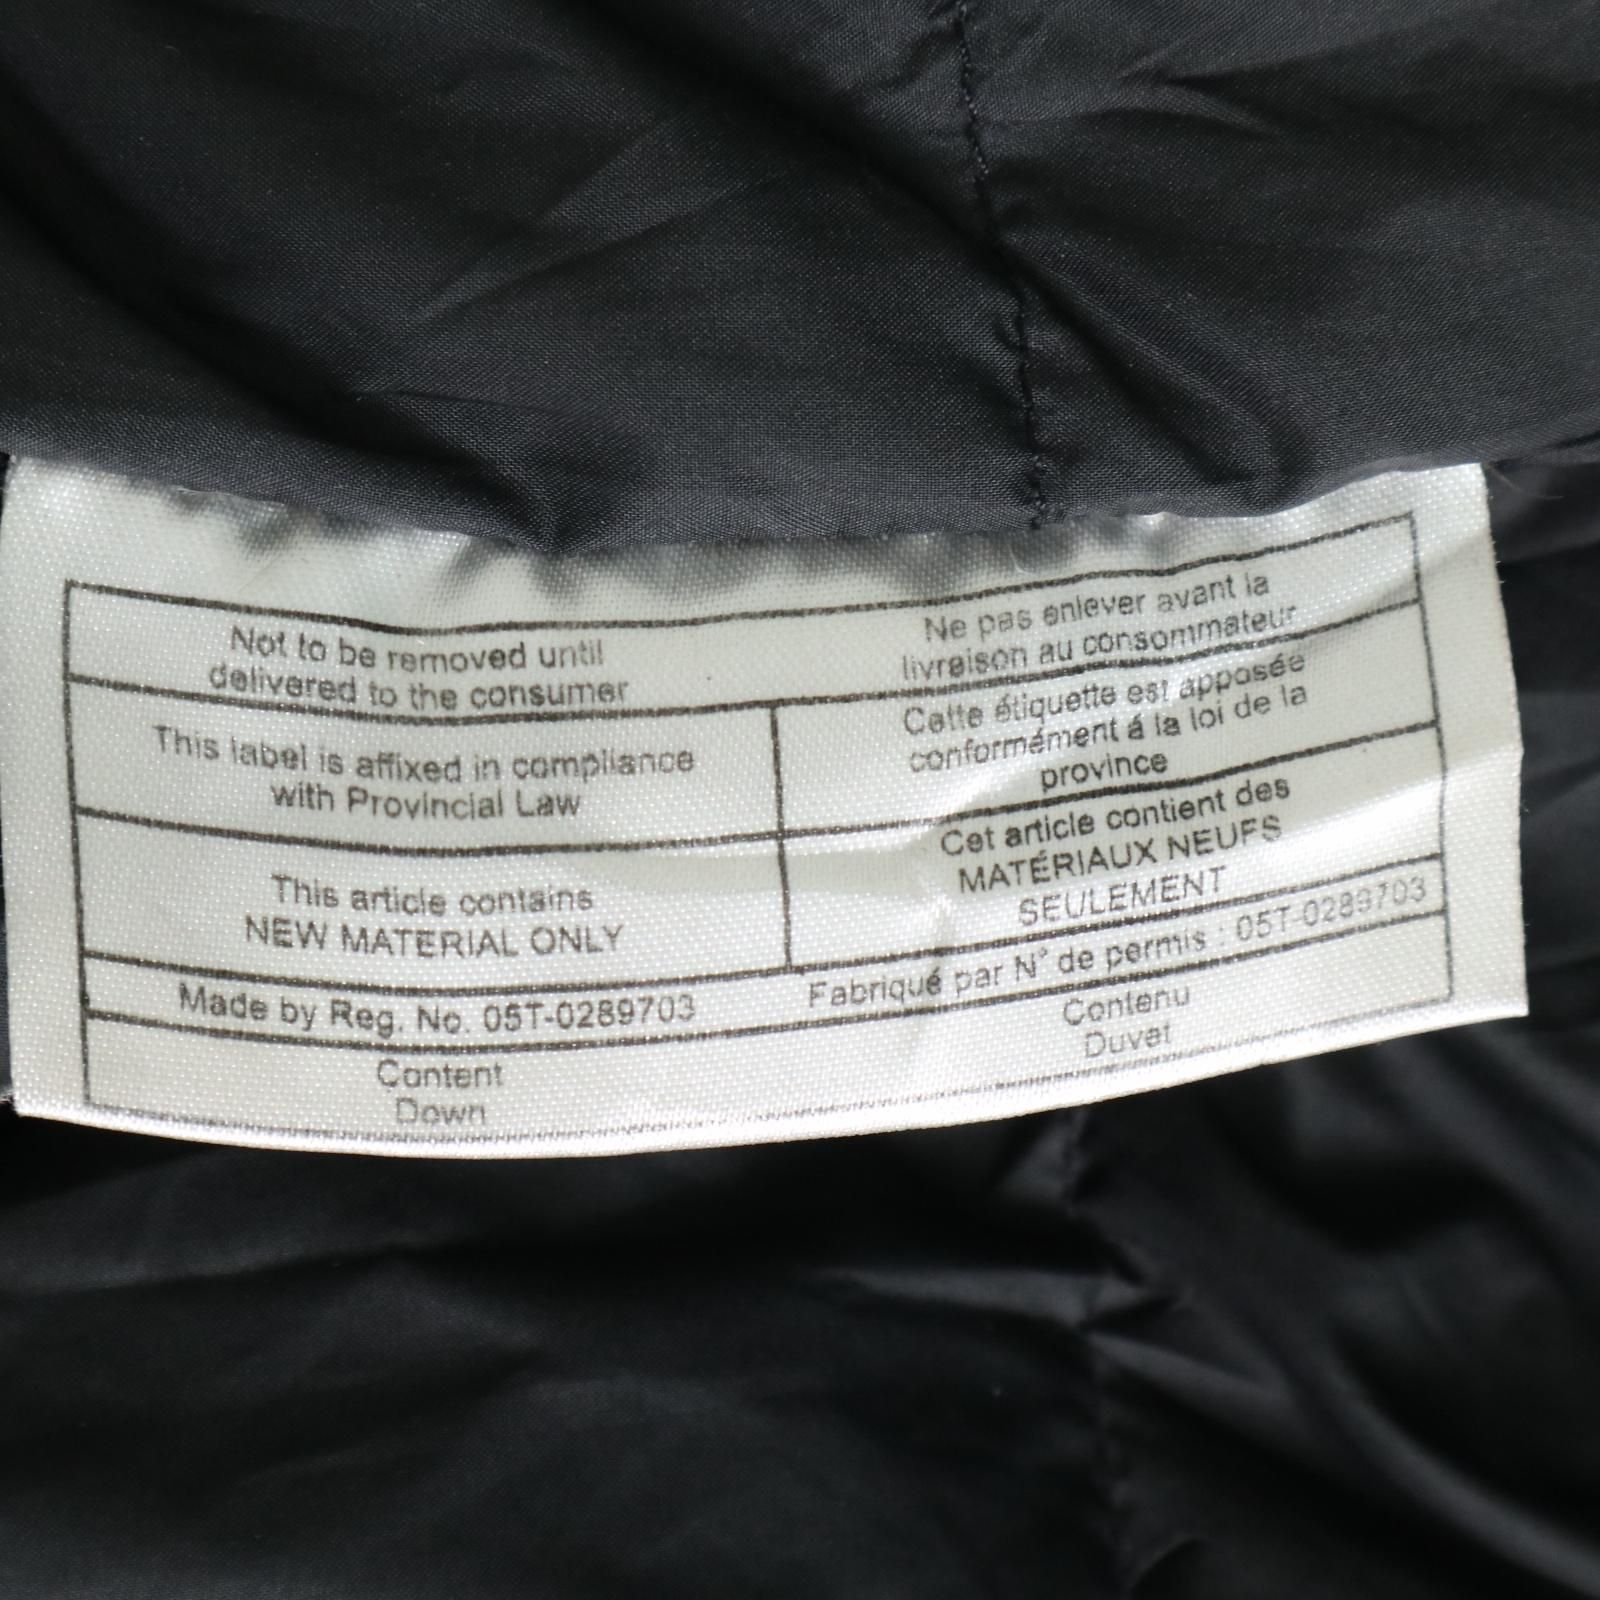 Not to be removed until
delivered to the consumer
Ne pas enlever avant la
livraison au consommateur
This label is affixed in compliance
with Provincial Law
Cette étiquette est apposée
conformément á la loi de la
province
This article contains
NEW MATERIAL ONLY
Cet article contient des
MATÉRIAUX NEUFS
SEULEMENT
Made by Reg. No. 05T-0289703
Fabriqué par N° de permis : 05T-0289703
Content
Down
Contenu
Duvet